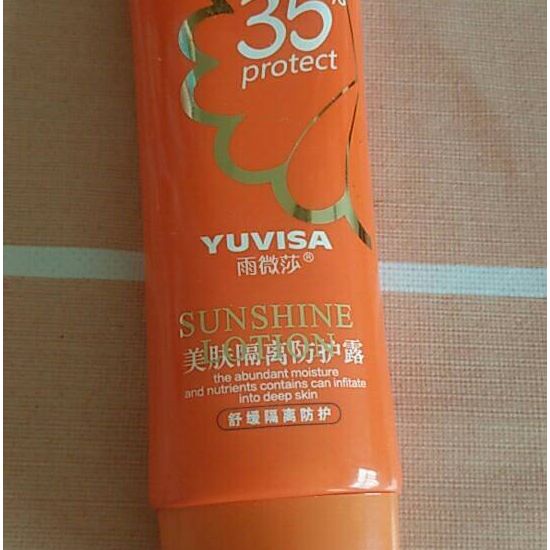 35
protect
YUVISA
雨微莎®
SUNSHINE
LOTION
美肤隔离防护露
the abundant moisture
and nutrients contains can infitate
into deep skin
舒缓隔离防护